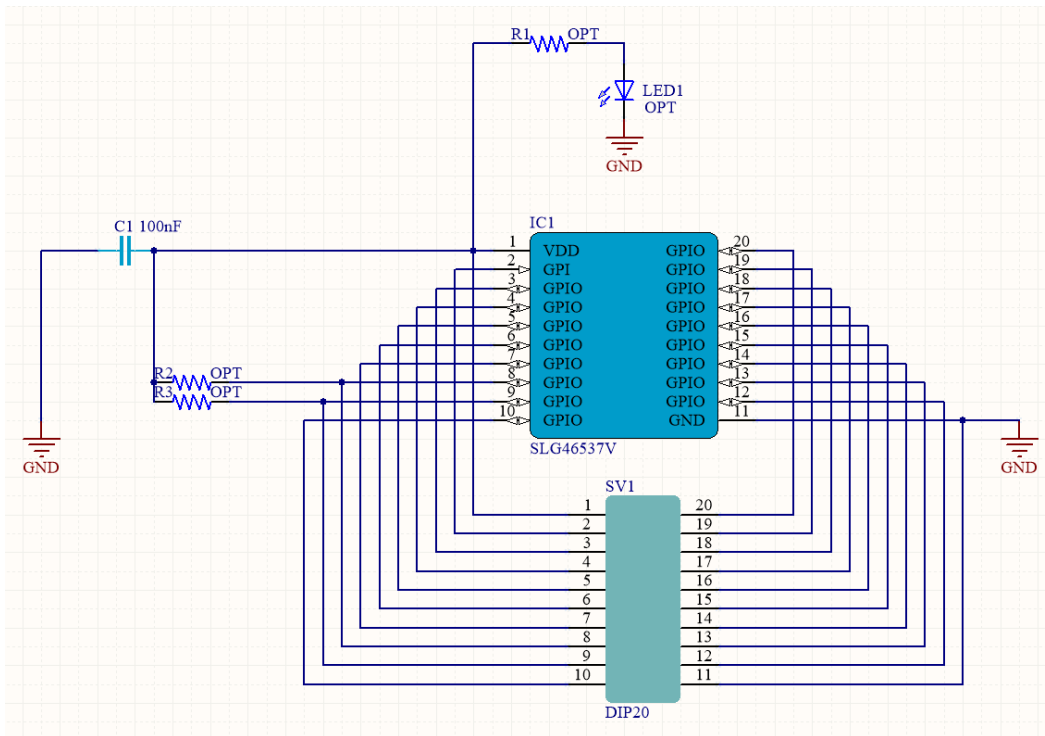 R1 OPT
LED1
OPT
GND
C1 100nF
IC1
1 VDD GPIO 20
2 GPI GPIO 19
3 GPIO GPIO 18
4 GPIO GPIO 17
5 GPIO GPIO 16
6 GPIO GPIO 15
7 GPIO GPIO 14
R2 OPT 8 GPIO GPIO 13
R3 OPT 9 GPIO GPIO 12
10 GPIO GND 11
SLG46537V
GND
GND
SV1
1 20
2 19
3 18
4 17
5 16
6 15
7 14
8 13
9 12
10 11
DIP20